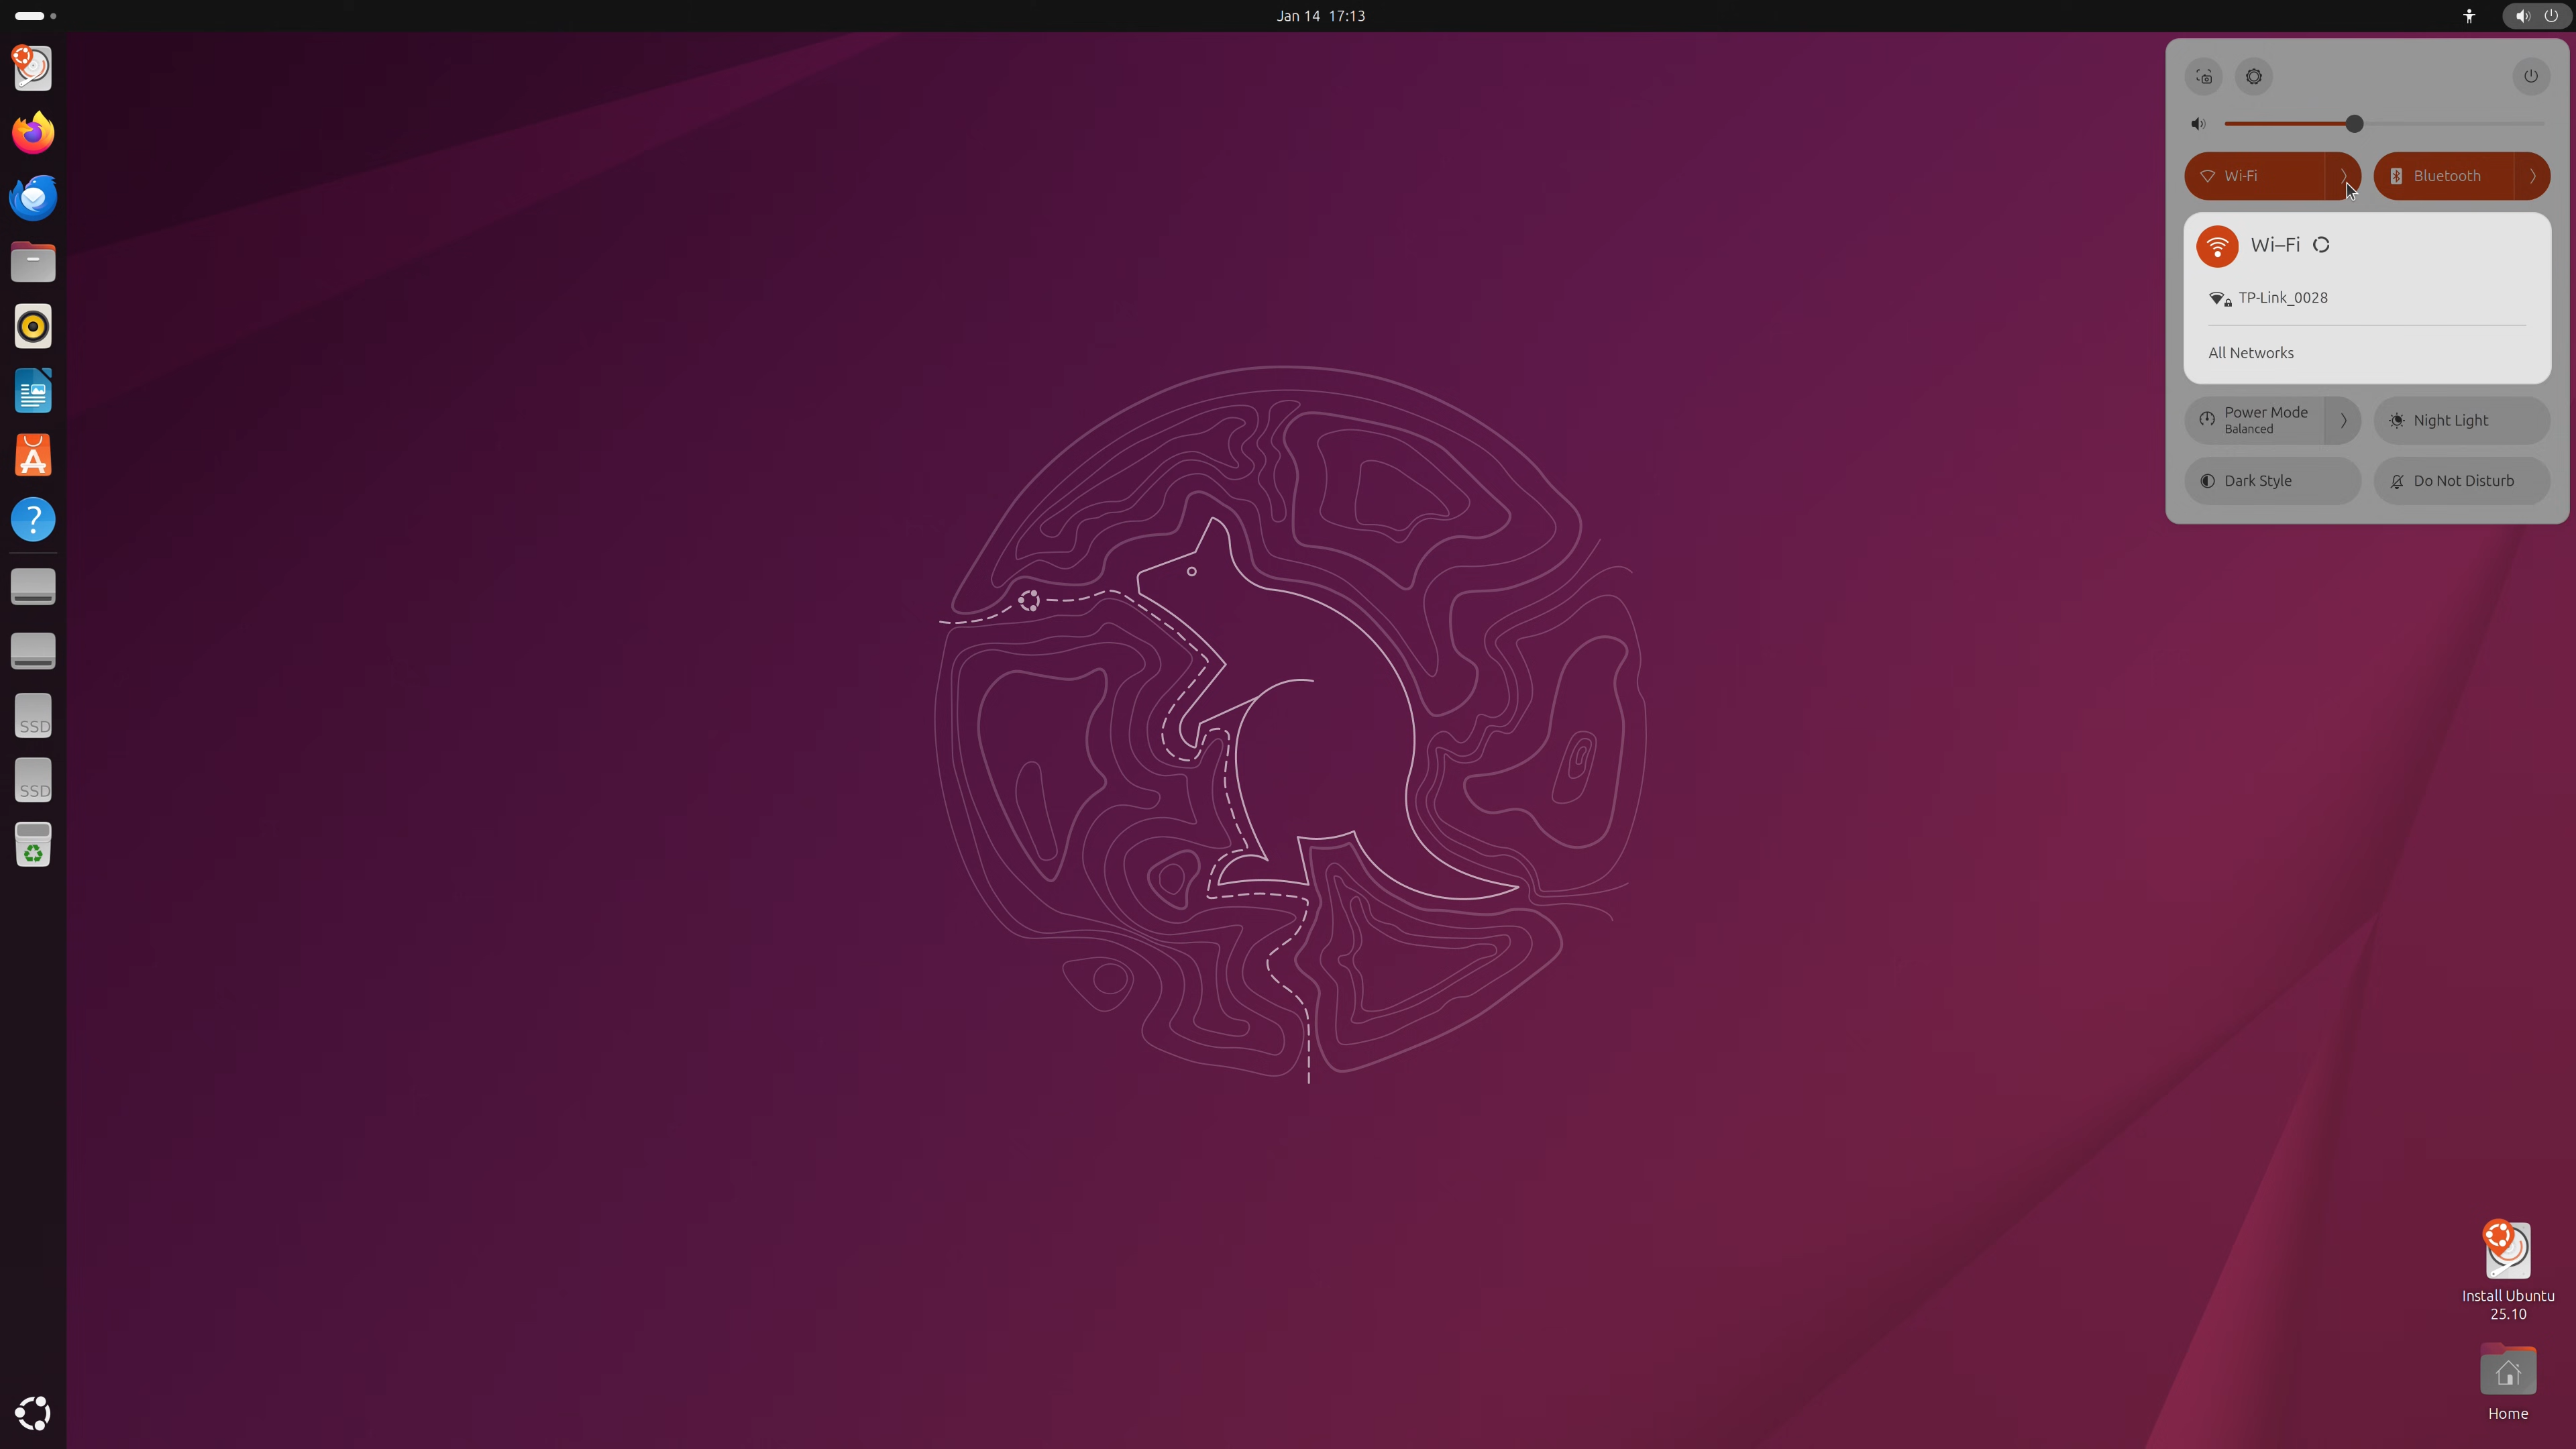 Jan 14 17:13
Wi-Fi
Bluetooth
Wi–Fi
TP-Link_0028
All Networks
Power Mode
Balanced
Night Light
Dark Style
Do Not Disturb
SSD
SSD
Install Ubuntu
25.10
Home